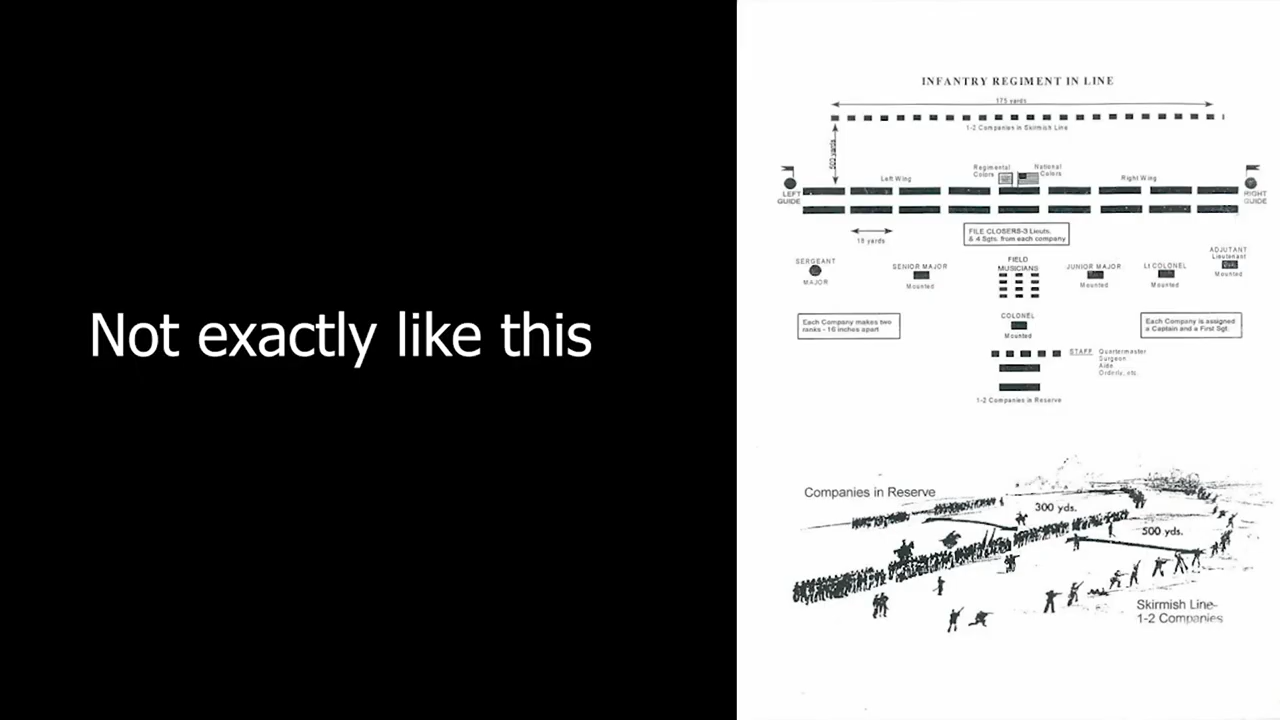 Not exactly like this
INFANTRY REGIMENT IN LINE
175 yards
1-2 Companies in Skirmish Line
500 yards
Regimental
Colors
National
Colors
Left Wing
Right Wing
LEFT
GUIDE
RIGHT
GUIDE
18 yards
FILE CLOSERS-3 Lieuts.
& 4 Sgts. from each company
SERGEANT
MAJOR
SENIOR MAJOR
Mounted
FIELD
MUSICIANS
JUNIOR MAJOR
Mounted
Lt COLONEL
Mounted
ADJUTANT
Lieutenant
Mounted
Each Company makes two
ranks - 16 inches apart
COLONEL
Mounted
Each Company is assigned
a Captain and a First Sgt.
STAFF
Quartermaster
Surgeon
Aide
Orderly, etc.
1-2 Companies in Reserve
Companies in Reserve
300 yds.
500 yds.
Skirmish Line-
1-2 Companies